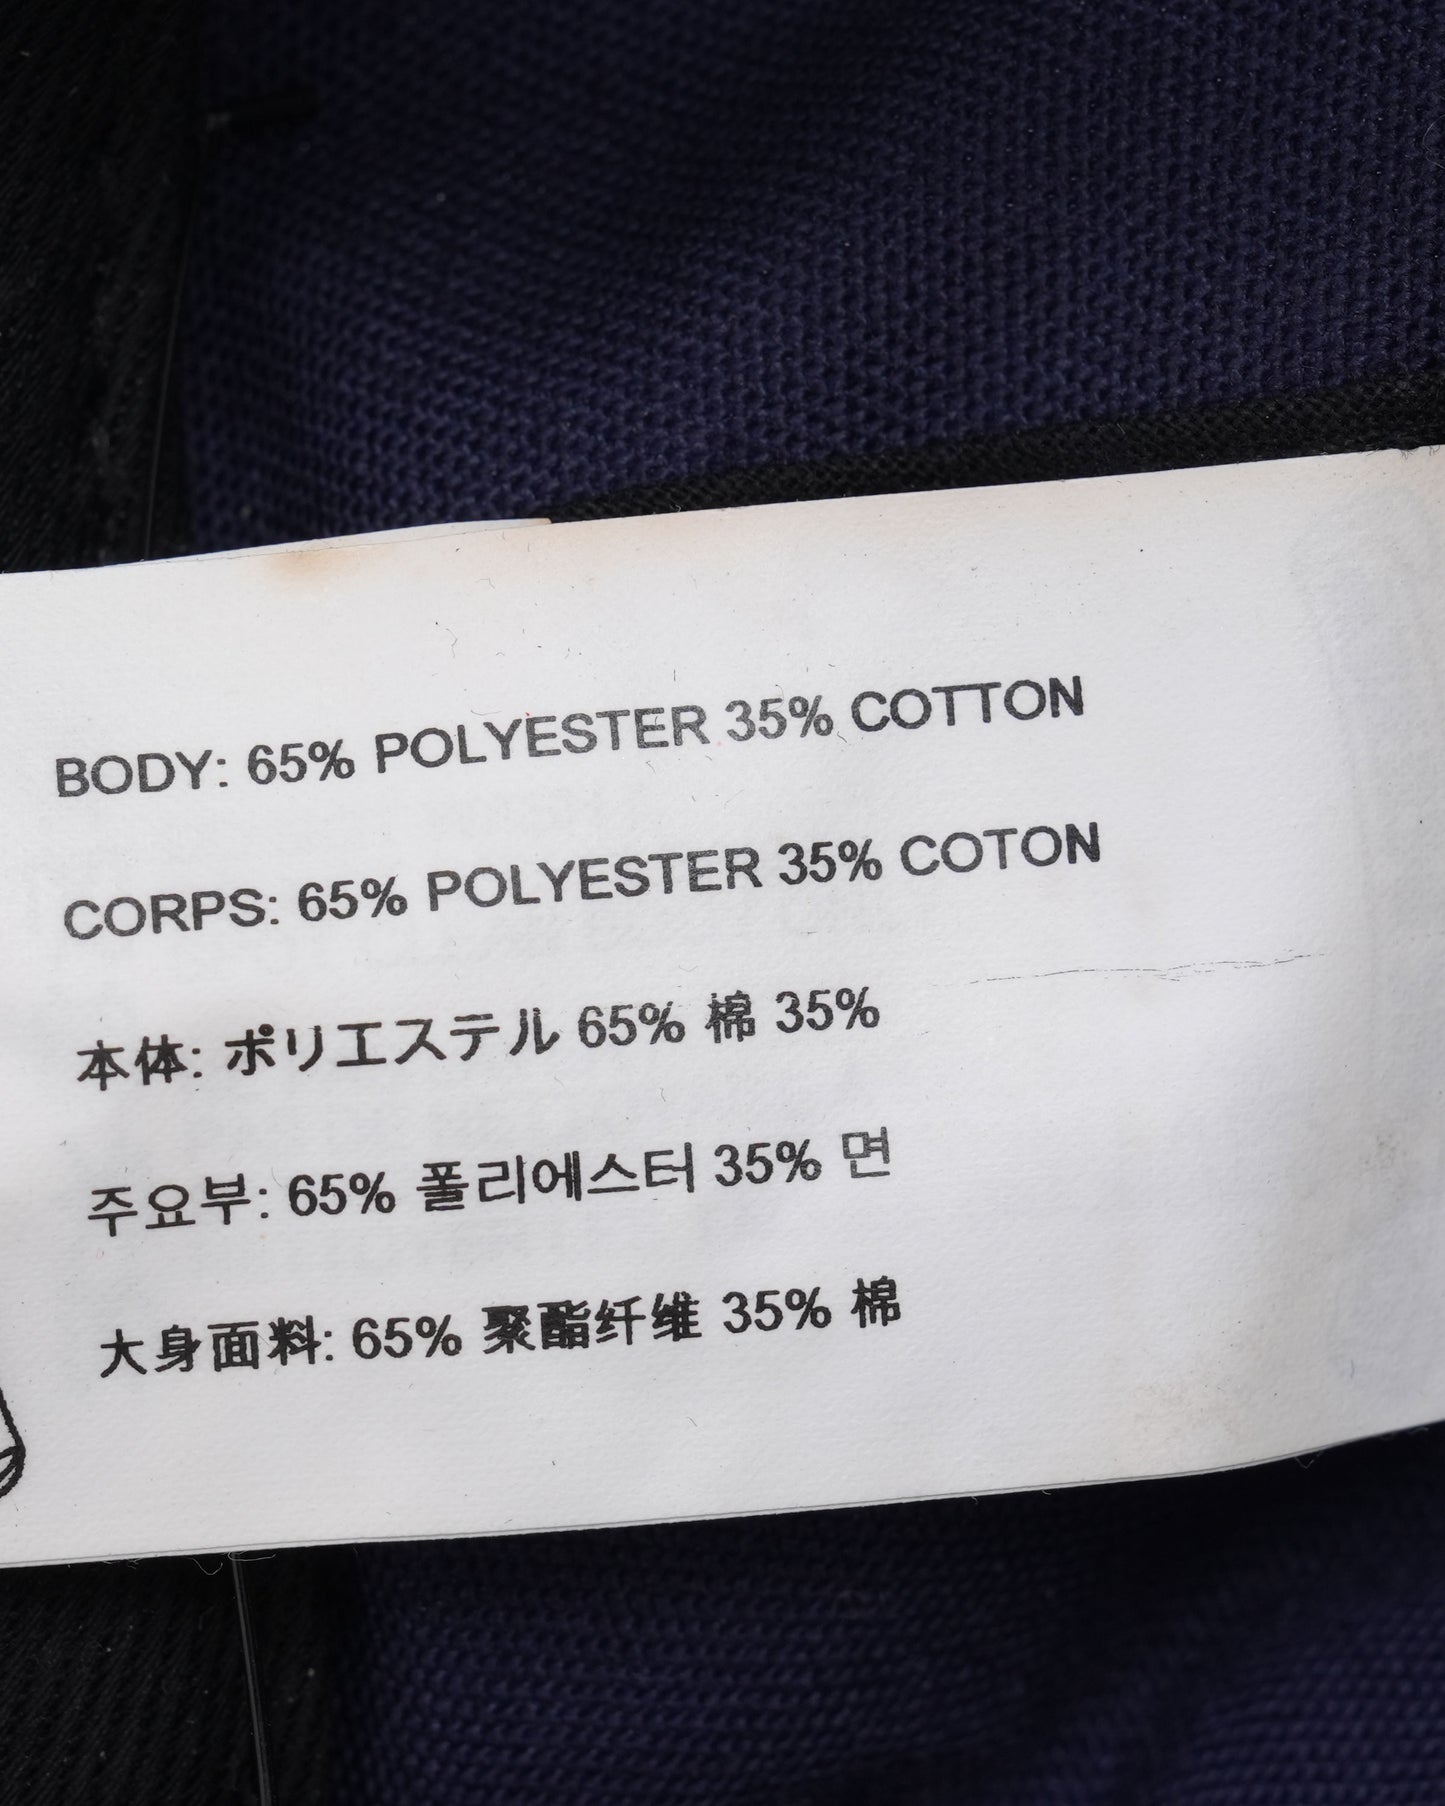 BODY: 65% POLYESTER 35% COTTON
CORPS: 65% POLYESTER 35% COTON
本体: ポリエステル 65% 棉 35%
주요부: 65% 폴리에스터 35% 면
大身面料: 65% 聚酯纤维 35% 棉